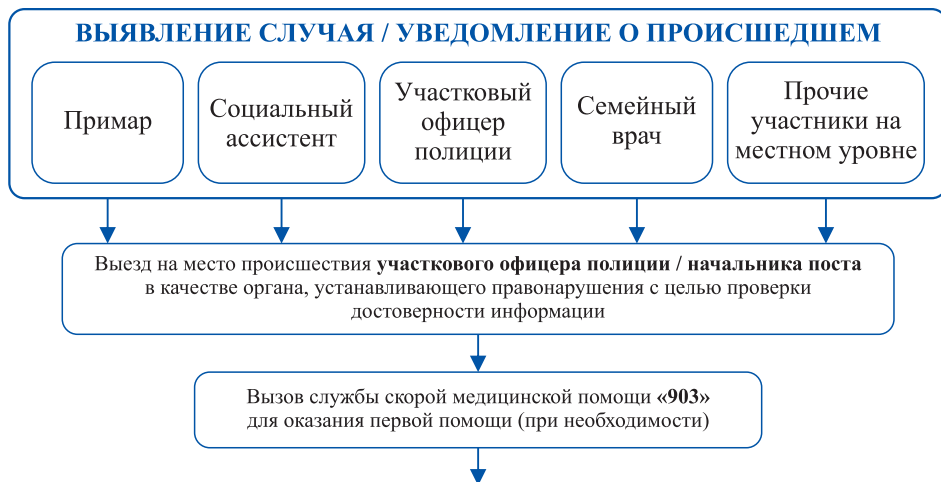 ВЫЯВЛЕНИЕ СЛУЧАЯ / УВЕДОМЛЕНИЕ О ПРОИСШЕДШЕМ
Примар
Социальный
ассистент
Участковый
офицер
полиции
Семейный
врач
Прочие
участники на
местном уровне
Выезд на место происшествия участкового офицера полиции / начальника поста
в качестве органа, устанавливающего правонарушения с целью проверки
достоверности информации
Вызов службы скорой медицинской помощи «903»
для оказания первой помощи (при необходимости)